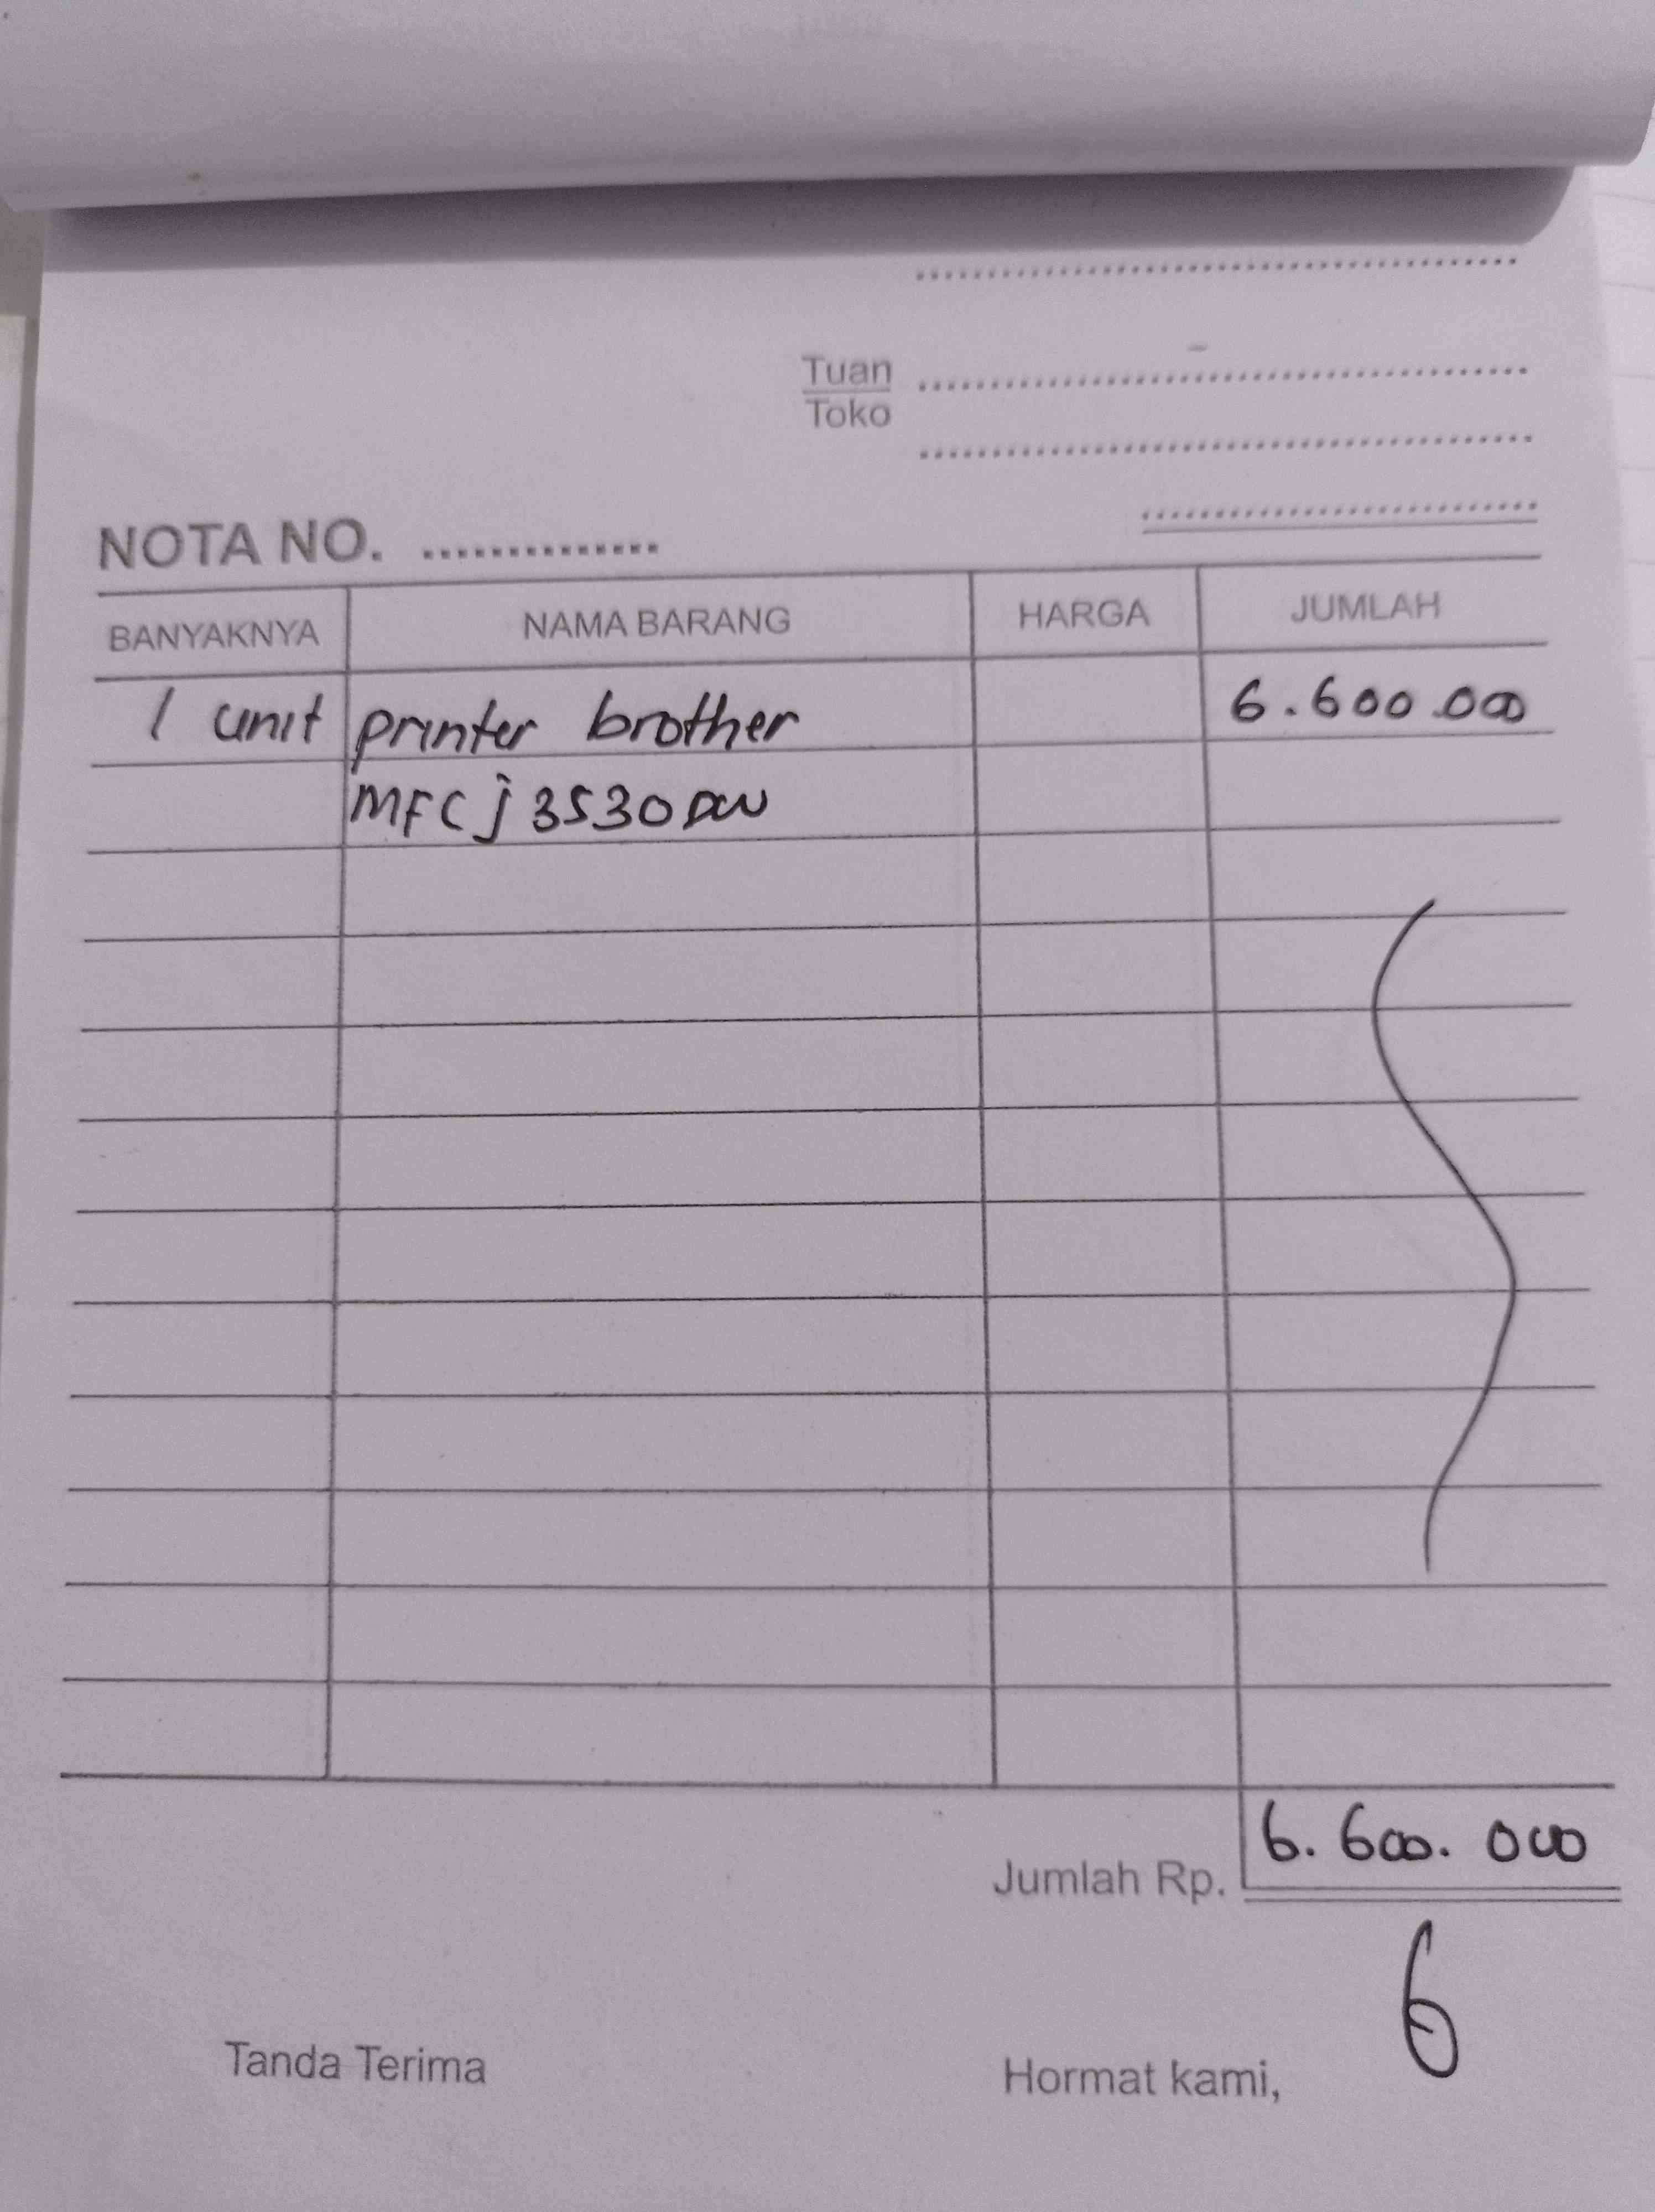 Tuan
Toko
NOTA NO. ..............
BANYAKNYA NAMA BARANG HARGA JUMLAH
1 unit printer brother 6.600.000
MFC j 3530 DW
Jumlah Rp. 6.600.000
Tanda Terima Hormat kami,